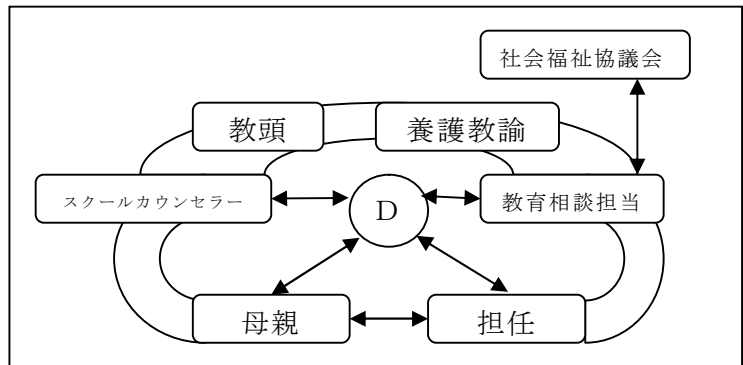 社会福祉協議会
教頭
養護教諭
スクールカウンセラー
D
教育相談担当
母親
担任